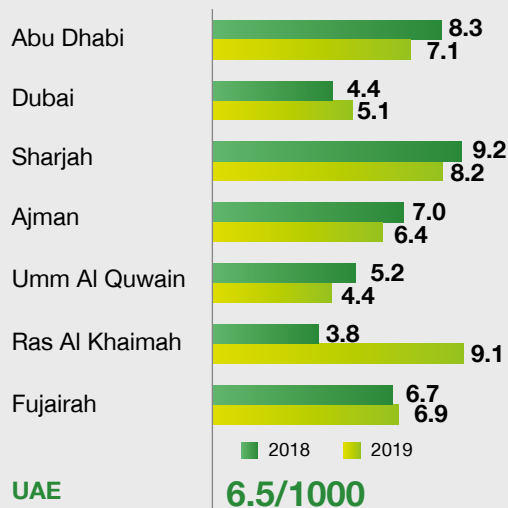 Abu Dhabi
8.3
7.1
Dubai
4.4
5.1
Sharjah
9.2
8.2
Ajman
7.0
6.4
Umm Al Quwain
5.2
4.4
Ras Al Khaimah
3.8
9.1
Fujairah
6.7
6.9
2018 2019
UAE 6.5/1000